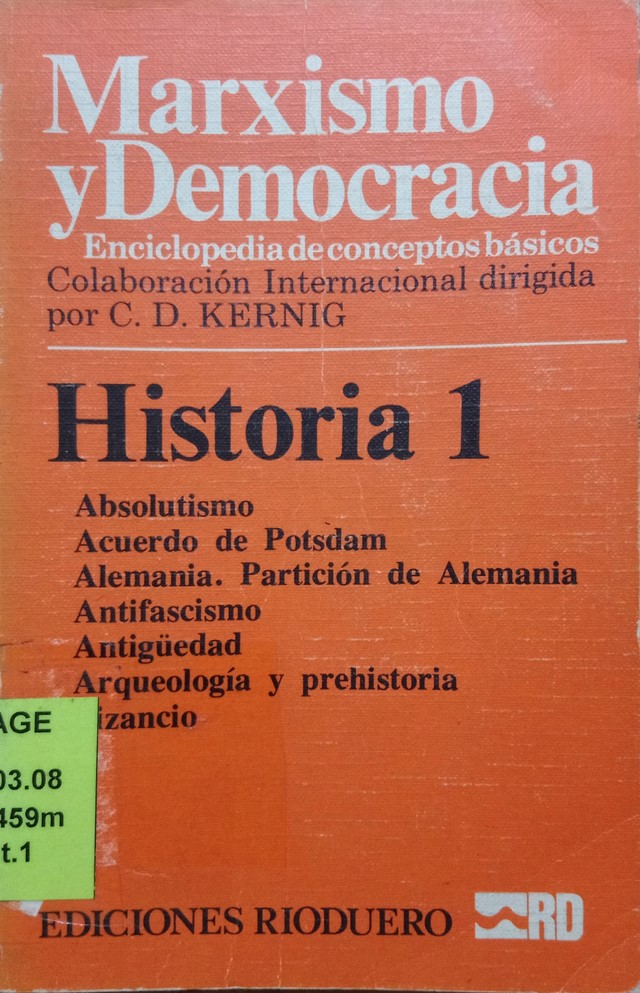 Marxismo
y Democracia
Enciclopedia de conceptos básicos
Colaboración Internacional dirigida
por C. D. KERNIG
Historia 1
Absolutismo
Acuerdo de Potsdam
Alemania. Partición de Alemania
Antifascismo
Antigüedad
Arqueología y prehistoria
izancio
AGE
03.08
459m
t.1
EDICIONES RIODUERO
RD